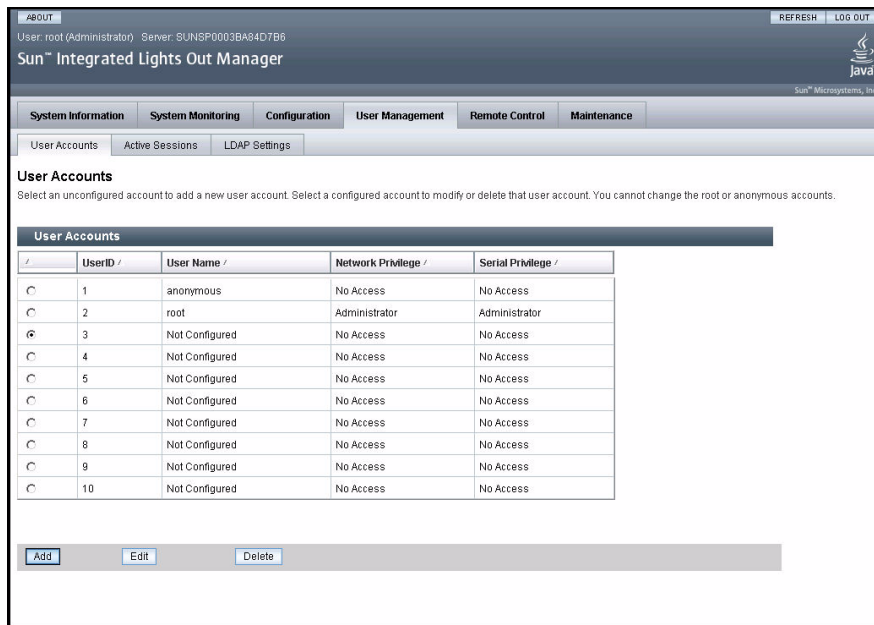 ABOUT REFRESH LOG OUT
User: root (Administrator) Server: SUNSP0003BA84D7B6
Sun™ Integrated Lights Out Manager
Java
Sun™ Microsystems, In
System Information System Monitoring Configuration User Management Remote Control Maintenance
User Accounts Active Sessions LDAP Settings
User Accounts
Select an unconfigured account to add a new user account. Select a configured account to modify or delete that user account. You cannot change the root or anonymous accounts.
User Accounts
/ UserID / User Name / Network Privilege / Serial Privilege /
1 anonymous No Access No Access
2 root Administrator Administrator
3 Not Configured No Access No Access
4 Not Configured No Access No Access
5 Not Configured No Access No Access
6 Not Configured No Access No Access
7 Not Configured No Access No Access
8 Not Configured No Access No Access
9 Not Configured No Access No Access
10 Not Configured No Access No Access
Add Edit Delete